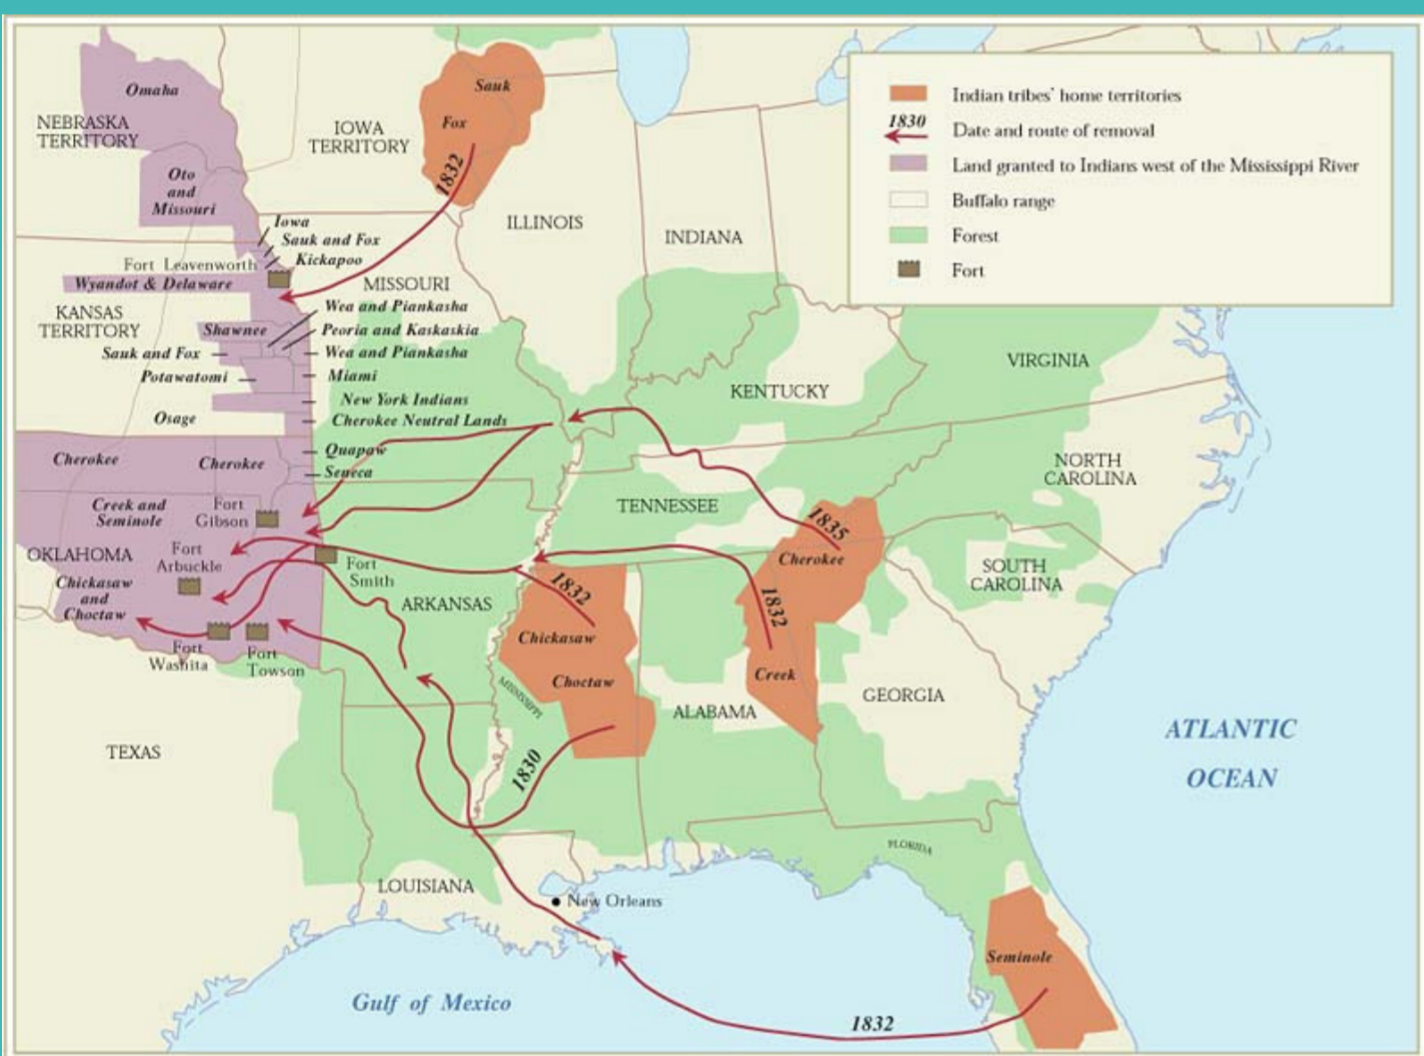 Indian tribes' home territories
1830
Date and route of removal
Land granted to Indians west of the Mississippi River
Buffalo range
Forest
Fort
Omaha
NEBRASKA
TERRITORY
Oto
and
Missouri
IOWA
TERRITORY
Sauk
Fox
1832
ILLINOIS
INDIANA
Iowa
Sauk and Fox
Kickapoo
Fort Leavenworth
Wyandot & Delaware
MISSOURI
KANSAS
TERRITORY
Shawnee
Wea and Piankasha
Peoria and Kaskaskia
Sauk and Fox
Wea and Piankasha
Potawatomi
Miami
New York Indians
Osage
Cherokee Neutral Lands
Quapaw
Seneca
KENTUCKY
VIRGINIA
Cherokee
Cherokee
Creek and
Seminole
Fort
Gibson
OKLAHOMA
Fort
Arbuckle
Chickasaw
and
Choctaw
Fort
Smith
Fort
Washita
Fort
Towson
ARKANSAS
TENNESSEE
NORTH
CAROLINA
SOUTH
CAROLINA
1835
Cherokee
1832
Creek
1832
Chickasaw
Choctaw
MISSISSIPPI
1830
ALABAMA
GEORGIA
TEXAS
LOUISIANA
New Orleans
FLORIDA
Seminole
1832
Gulf of Mexico
ATLANTIC
OCEAN